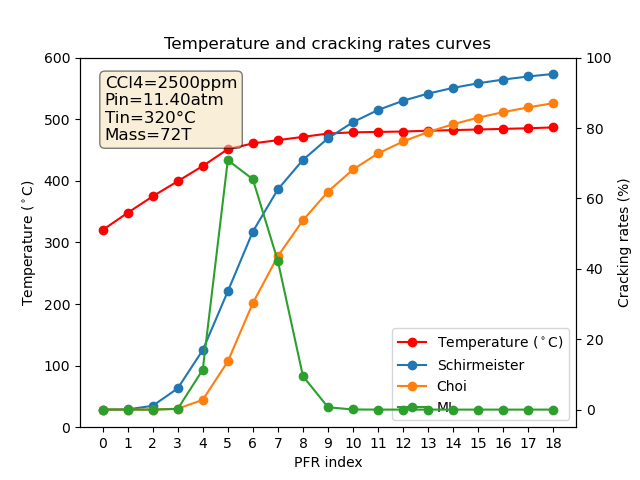 Temperature and cracking rates curves
CCl4=2500ppm
Pin=11.40atm
Tin=320°C
Mass=72T
600
500
400
300
200
100
0
Temperature (°C)
100
80
60
40
20
0
Cracking rates (%)
Temperature (°C)
Schirmeister
Choi
ML
0 1 2 3 4 5 6 7 8 9 10 11 12 13 14 15 16 17 18
PFR index